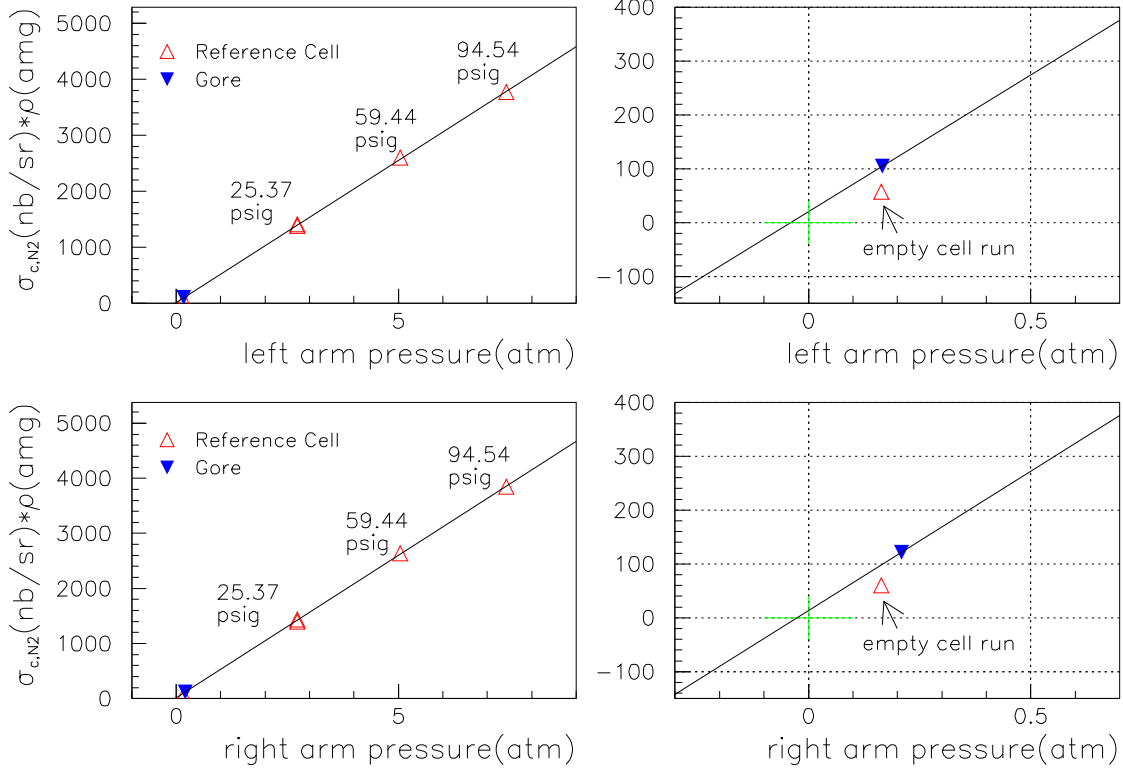 σc,N2(nb/sr)*ρ(amg)
5000
4000
3000
2000
1000
0
Reference Cell
Gore
94.54
psig
59.44
psig
25.37
psig
0
5
left arm pressure(atm)
400
300
200
100
0
−100
empty cell run
0
0.5
left arm pressure(atm)
σc,N2(nb/sr)*ρ(amg)
5000
4000
3000
2000
1000
0
Reference Cell
Gore
94.54
psig
59.44
psig
25.37
psig
0
5
right arm pressure(atm)
400
300
200
100
0
−100
empty cell run
0
0.5
right arm pressure(atm)